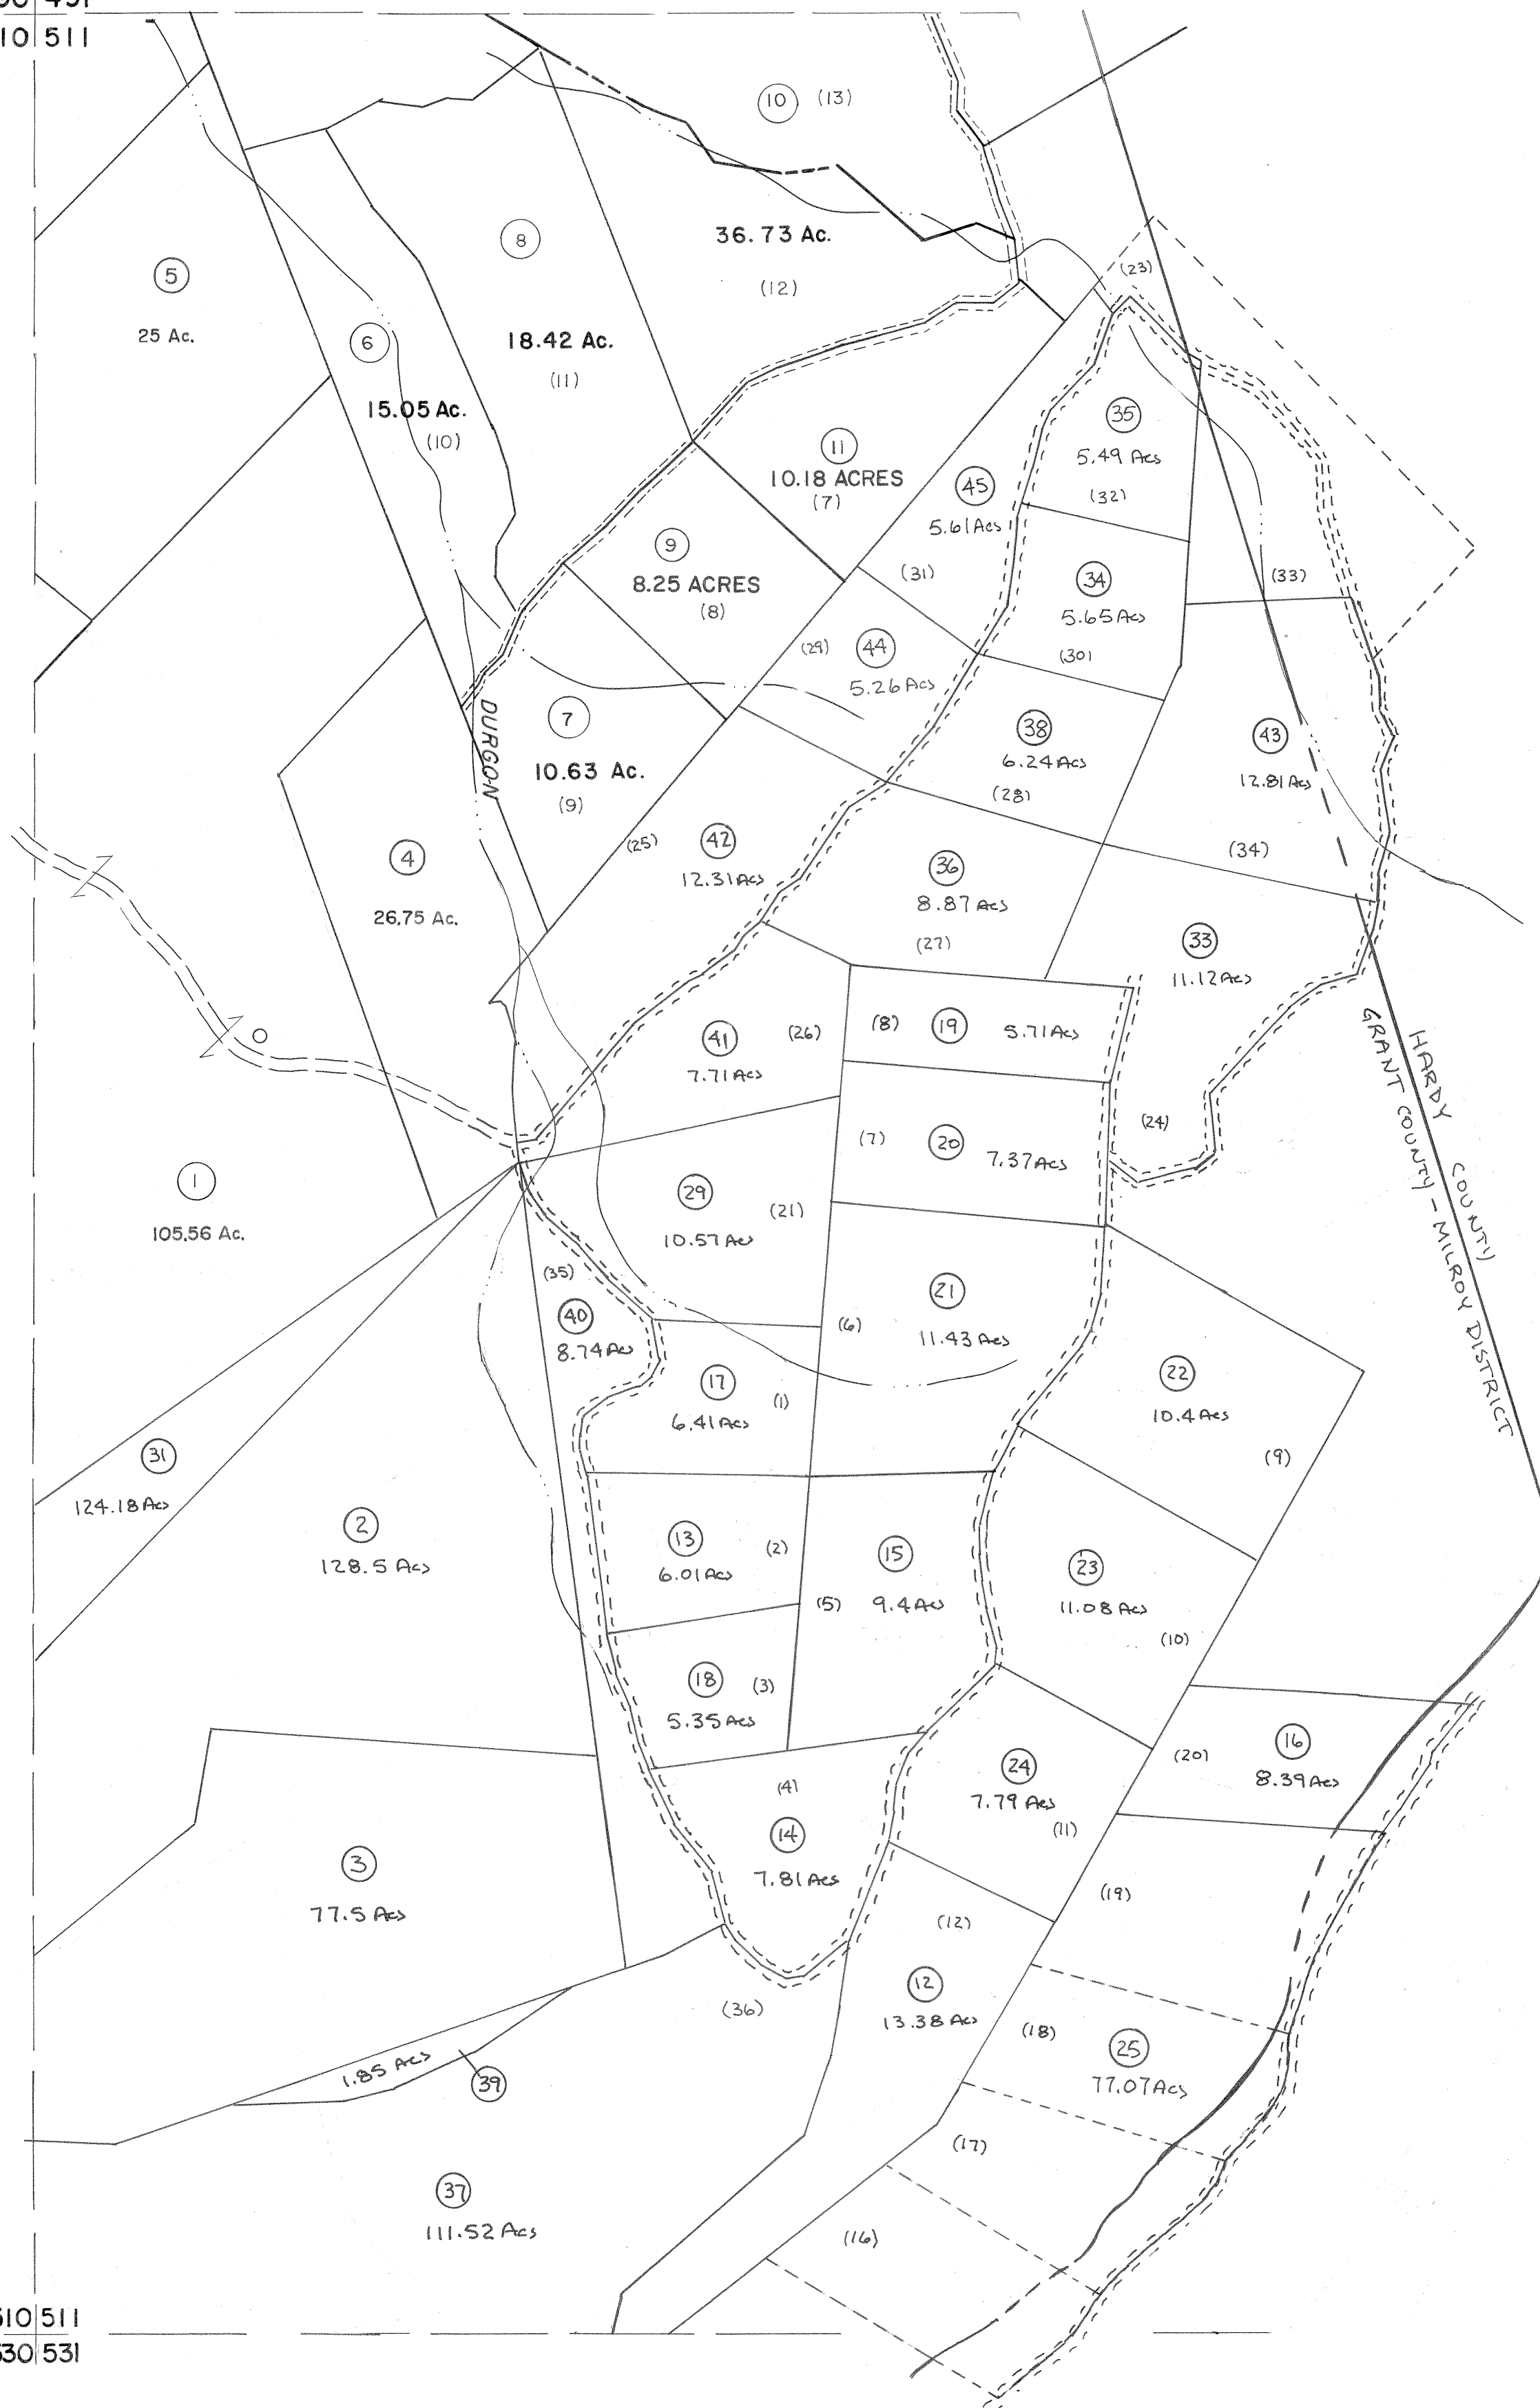 511
10
(13)
36.73 Ac.
(12)
(23)
5
25 Ac.
8
18.42 Ac.
(11)
6
15.05 Ac.
(10)
35
5.49 Acs
(32)
11
10.18 ACRES
(7)
45
5.61 Acs
(31)
9
8.25 ACRES
(8)
34
5.65 Acs
(30)
(33)
(29)
44
5.26 Acs
DURGON
7
10.63 Ac.
(9)
38
6.24 Acs
(28)
43
12.81 Acs
(34)
(25)
42
12.31 Acs
4
26.75 Ac.
36
8.87 Acs
(27)
33
11.12 Acs
41
7.71 Acs
(26)
(8)
19
5.71 Acs
HARDY COUNTY
GRANT COUNTY - MILROY DISTRICT
(7)
20
7.37 Acs
(24)
1
105.56 Ac.
29
10.57 Acs
(21)
(35)
40
8.74 Acs
(6)
21
11.43 Acs
17
6.41 Acs
(1)
22
10.4 Acs
(9)
31
124.18 Acs
2
128.5 Acs
13
6.01 Acs
(2)
15
9.4 Acs
(5)
23
11.08 Acs
(10)
18
5.35 Acs
(3)
(20)
16
8.39 Acs
24
7.79 Acs
(11)
(4)
14
7.81 Acs
3
77.5 Acs
(19)
(12)
12
13.38 Acs
(36)
(18)
25
77.07 Acs
1.85 Acs
39
(17)
37
111.52 Acs
(16)
511
531